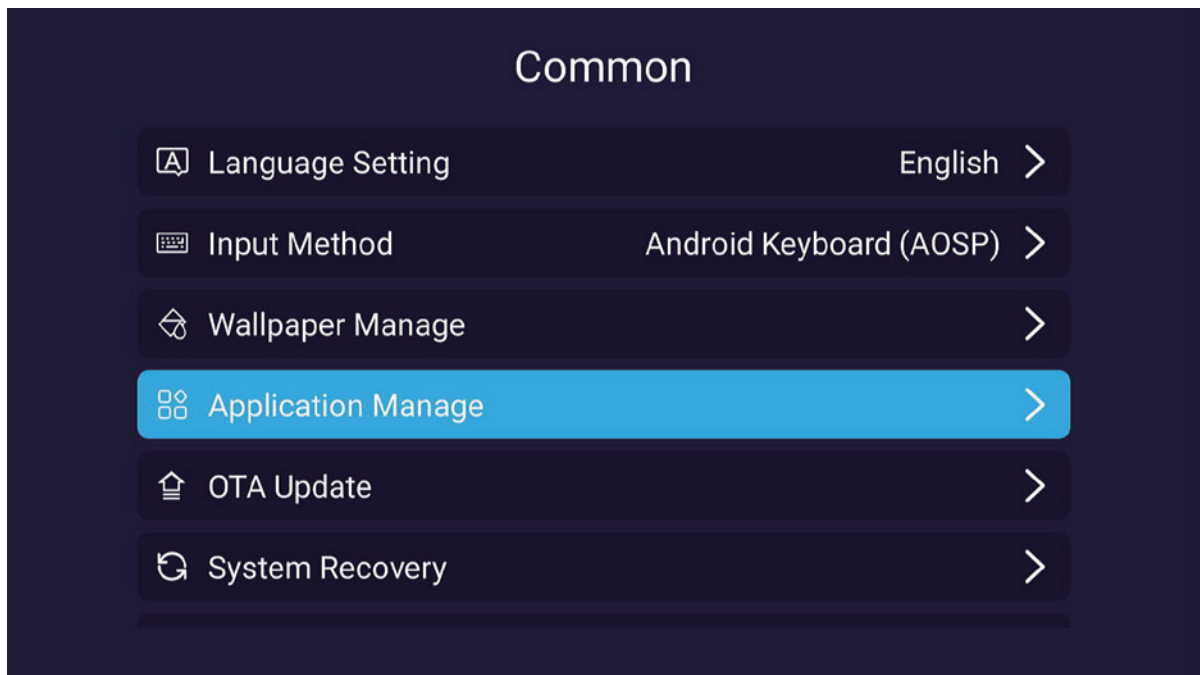 Common
Language Setting English
Input Method Android Keyboard (AOSP)
Wallpaper Manage
Application Manage
OTA Update
System Recovery